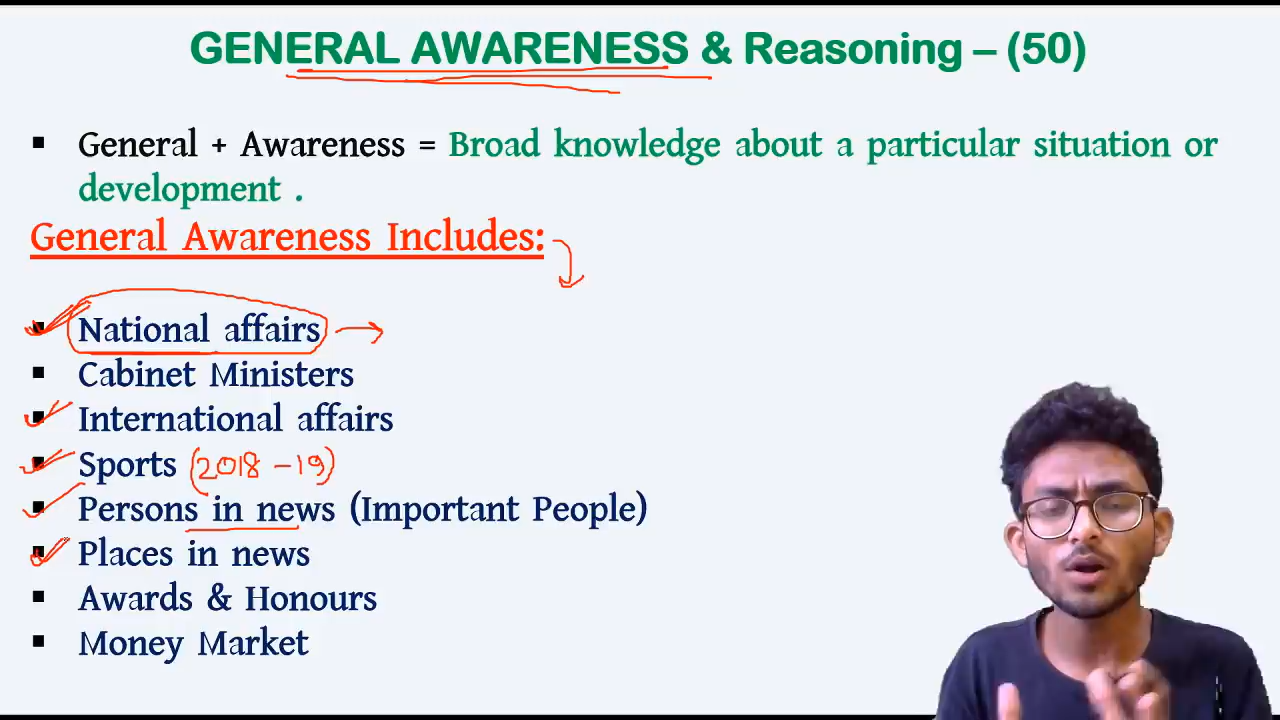 GENERAL AWARENESS & Reasoning – (50)
▪ General + Awareness = Broad knowledge about a particular situation or
development .
General Awareness Includes:
▪ National affairs
▪ Cabinet Ministers
▪ International affairs
▪ Sports (2018-19)
▪ Persons in news (Important People)
▪ Places in news
▪ Awards & Honours
▪ Money Market